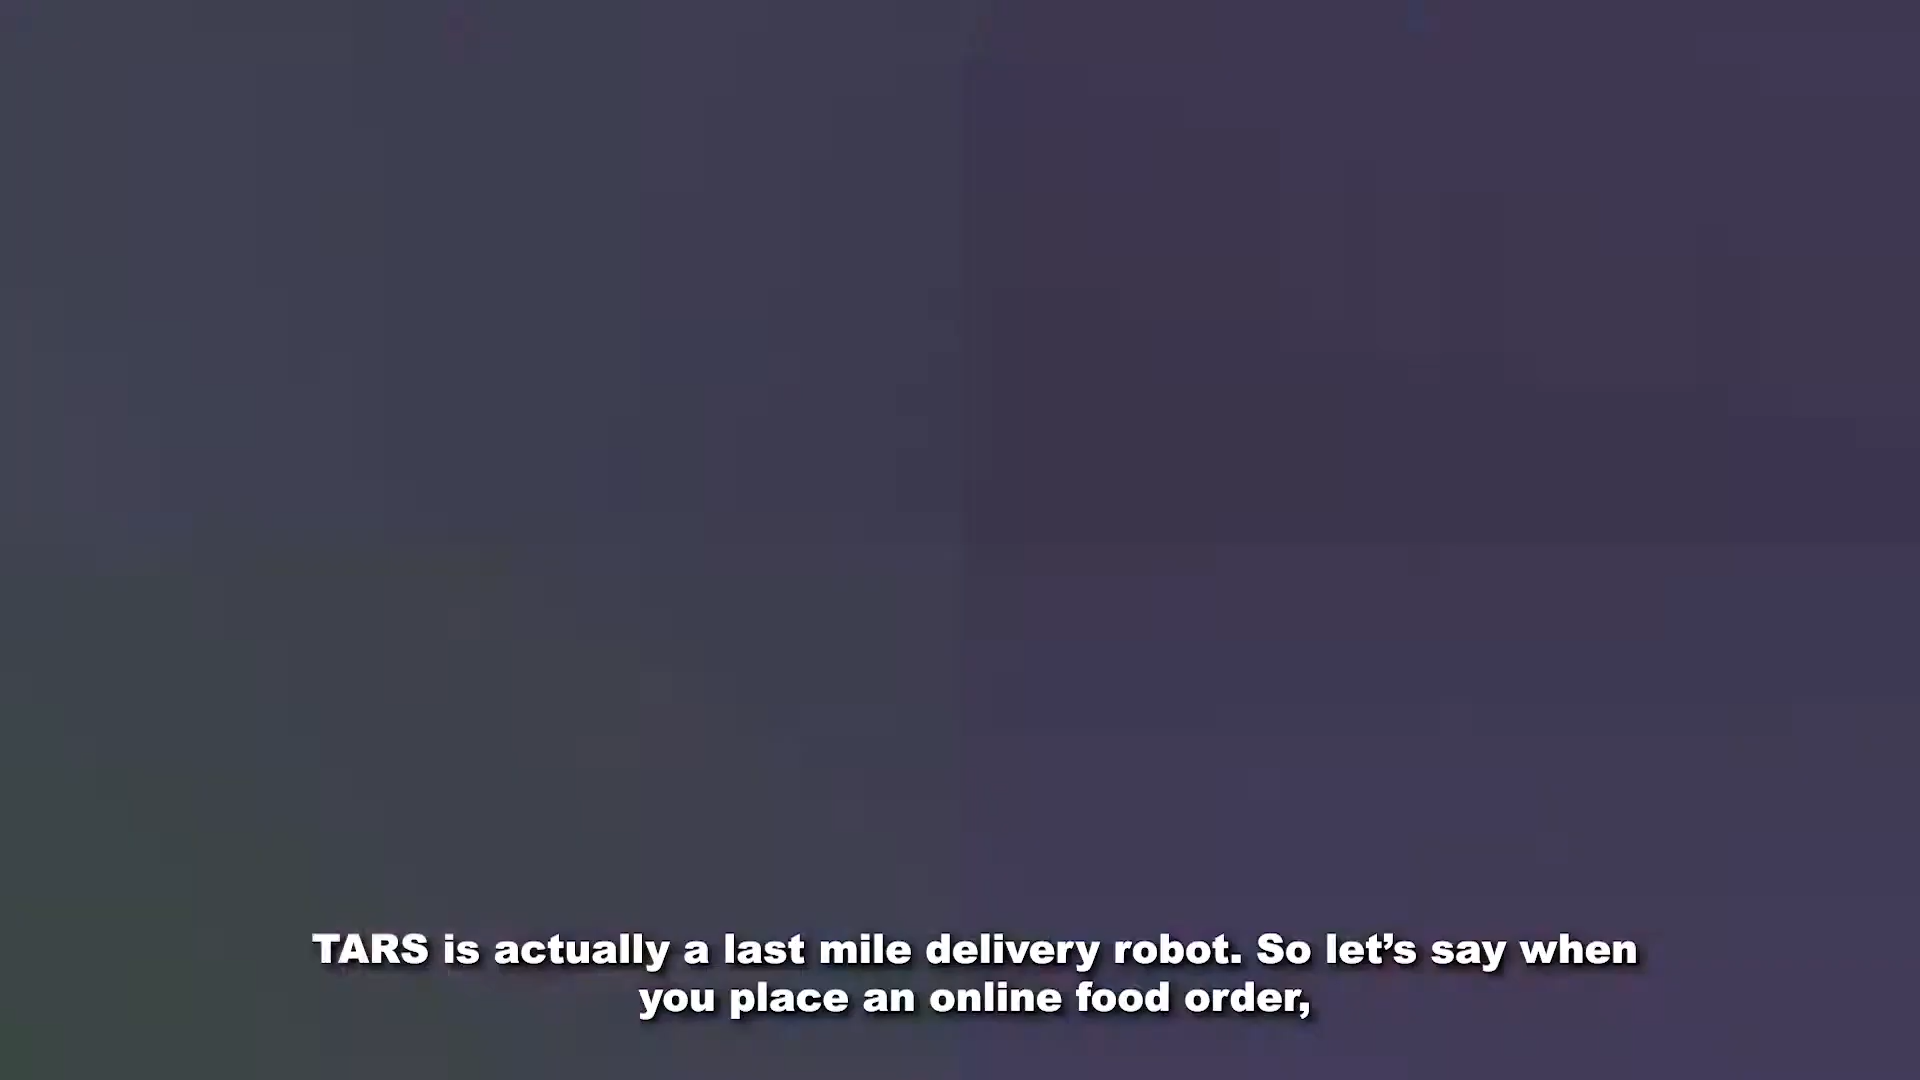 TARS is actually a last mile delivery robot. So let’s say when
you place an online food order,